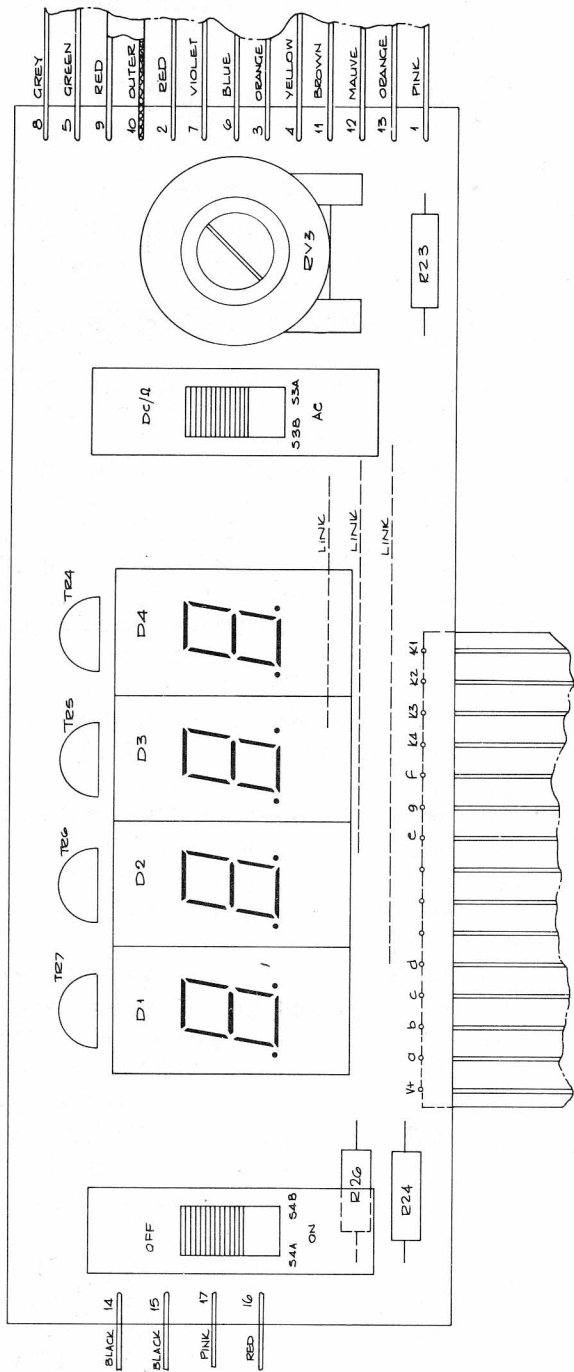 8 GREY
5 GREEN
9 RED
10 OUTER
2 RED
7 VIOLET
6 BLUE
3 ORANGE
4 YELLOW
11 BROWN
12 MAUVE
13 ORANGE
1 PINK
RV3
R23
DC/Ω
S3B S3A
AC
LINK
LINK
LINK
TR4
TR5
TR6
TR7
D4
D3
D2
D1
K1
K2
K3
K4
f
g
e
d
c
b
a
V+
OFF
S4A S4B
ON
R26
R24
BLACK 14
BLACK 15
PINK 17
RED 16